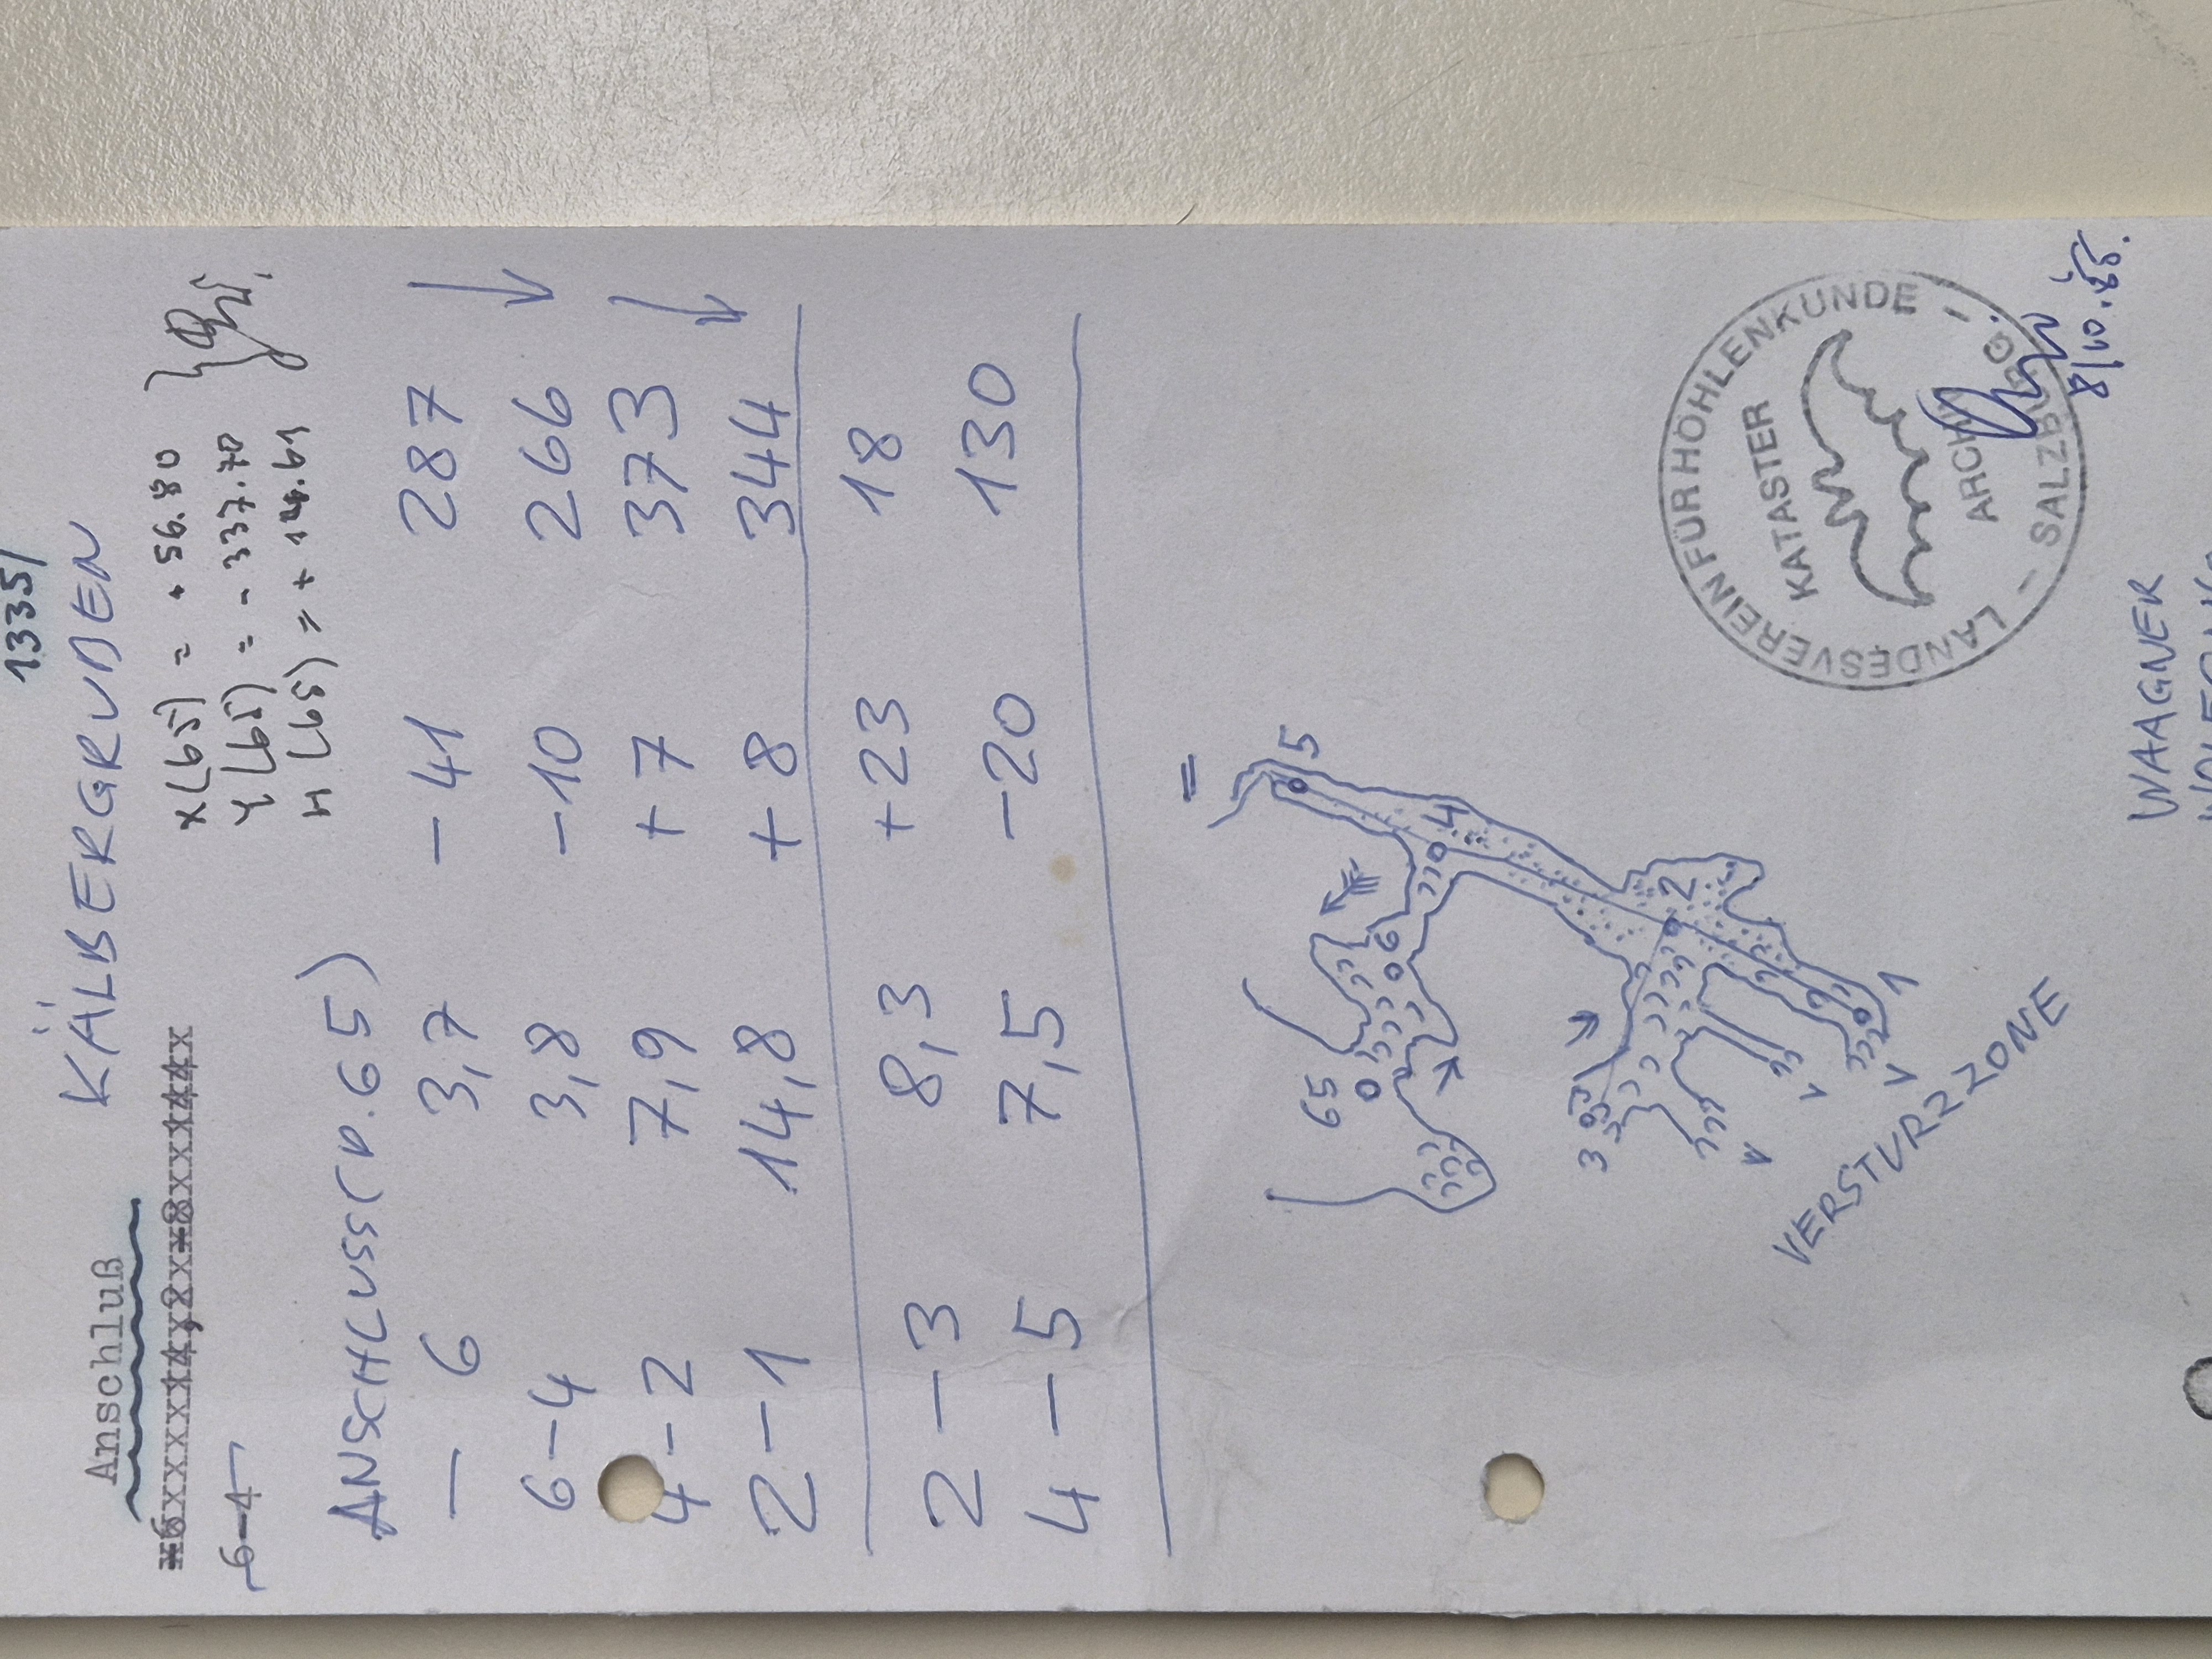 1335/
KÄLBERGRUBEN
Anschluß
6-4
X(65) = + 56.80
Y(65) = - 337.70
H(65) = + 14.61
ANSCHLUSS(P.65)
— 6 3,7 -41 287
6-4 3,8 -10 266
4-2 7,9 +7 373
2-1 14,8 +8 344
2-3 8,3 +23 18
4-5 7,5 -20 130
5
65
6
4
3
2
1
VERSTURZZONE
LANDESVEREIN FÜR HÖHLENKUNDE
KATASTER
ARCHIV
- SALZBURG -
8/10.85.
WAAGNER